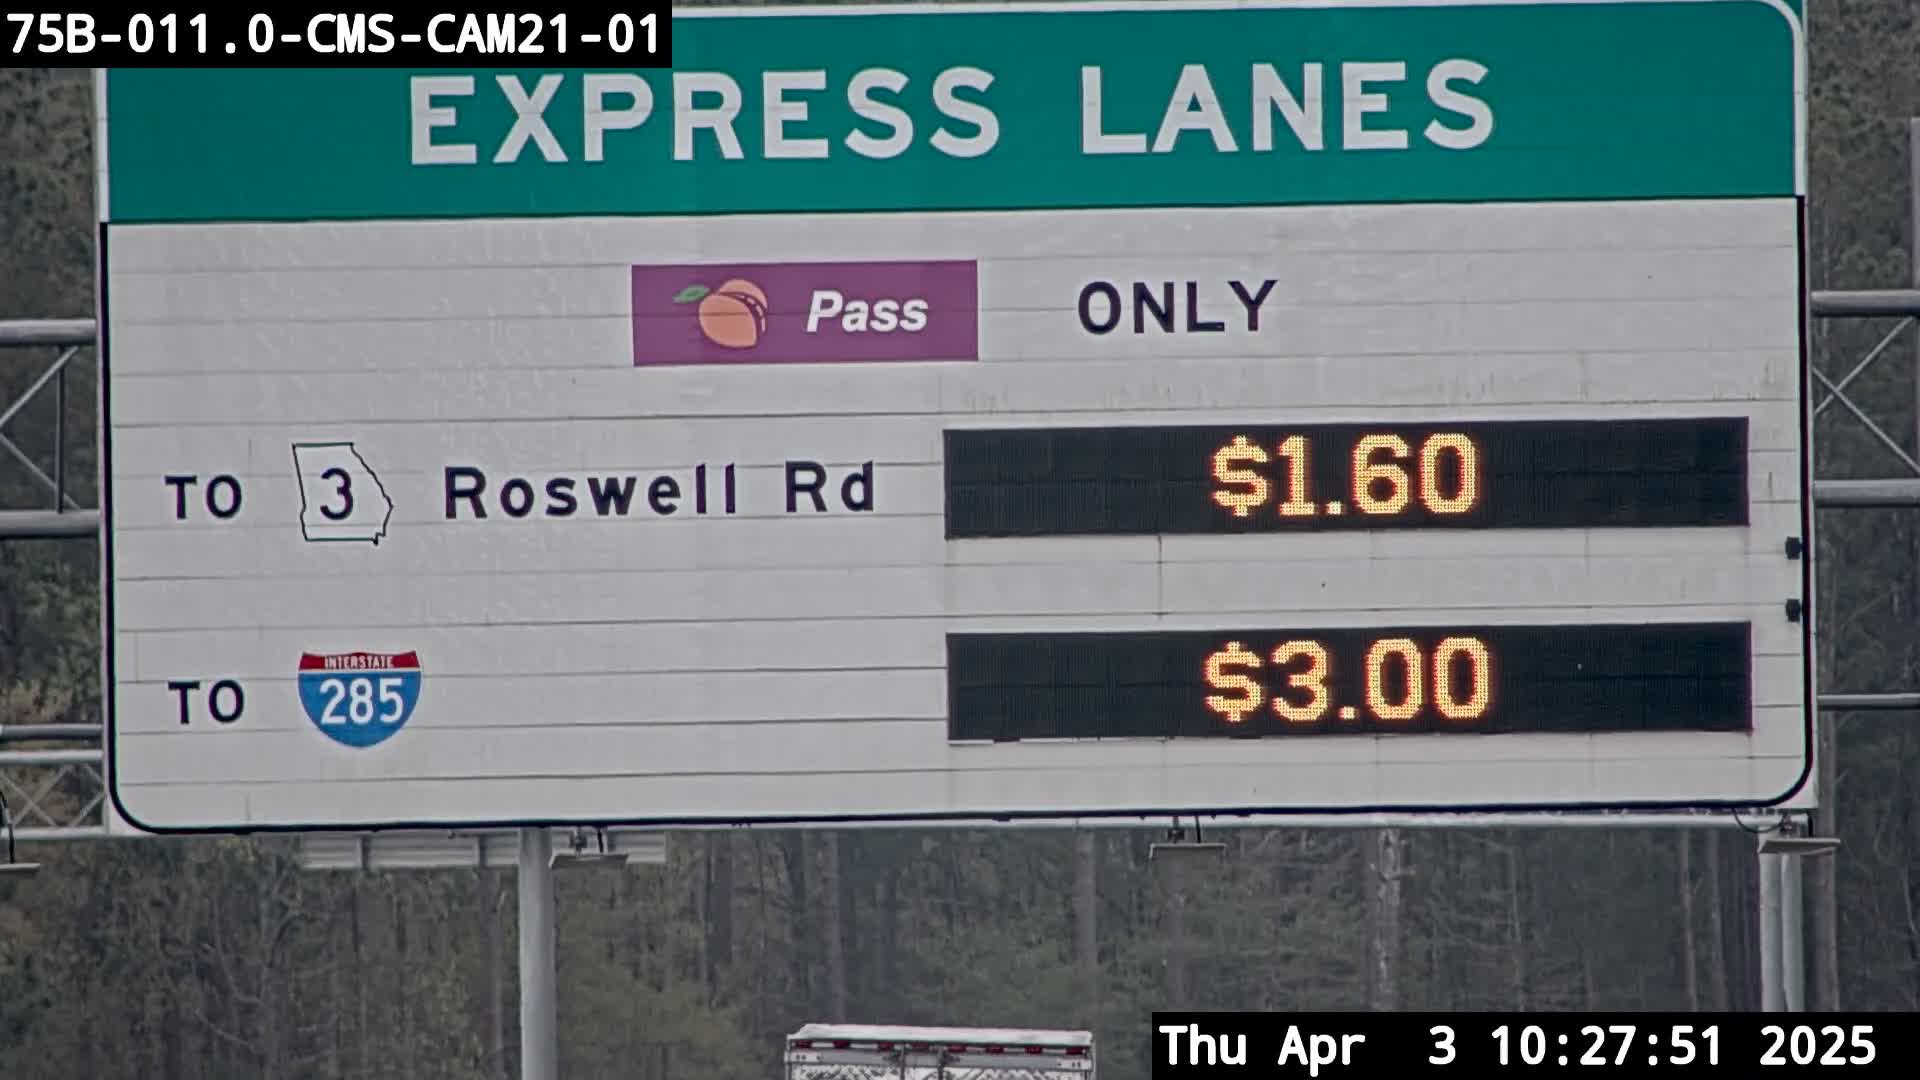 75B-011.0-CMS-CAM21-01
EXPRESS LANES
Pass ONLY
TO 3 Roswell Rd $1.60
INTERSTATE
TO 285 $3.00
Thu Apr 3 10:27:51 2025